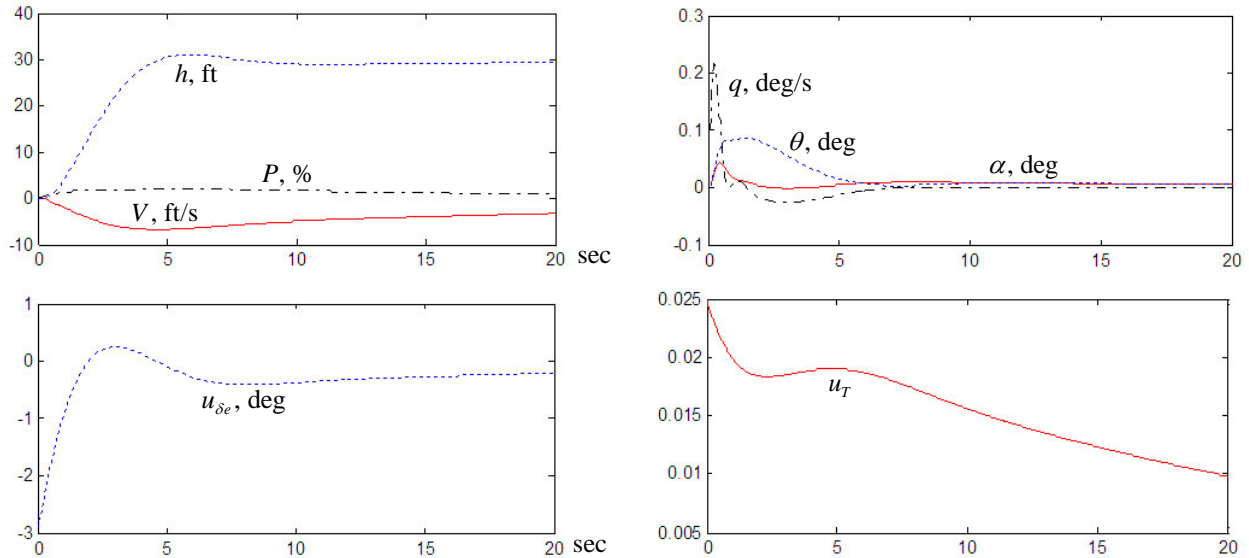 40
30
20
10
0
-10
h, ft
P, %
V, ft/s
0 5 10 15 20 sec
0.3
0.2
0.1
0
-0.1
q, deg/s
θ, deg
α, deg
0 5 10 15 20
1
0
-1
-2
-3
u_δe, deg
0 5 10 15 20 sec
0.025
0.02
0.015
0.01
0.005
u_T
0 5 10 15 20